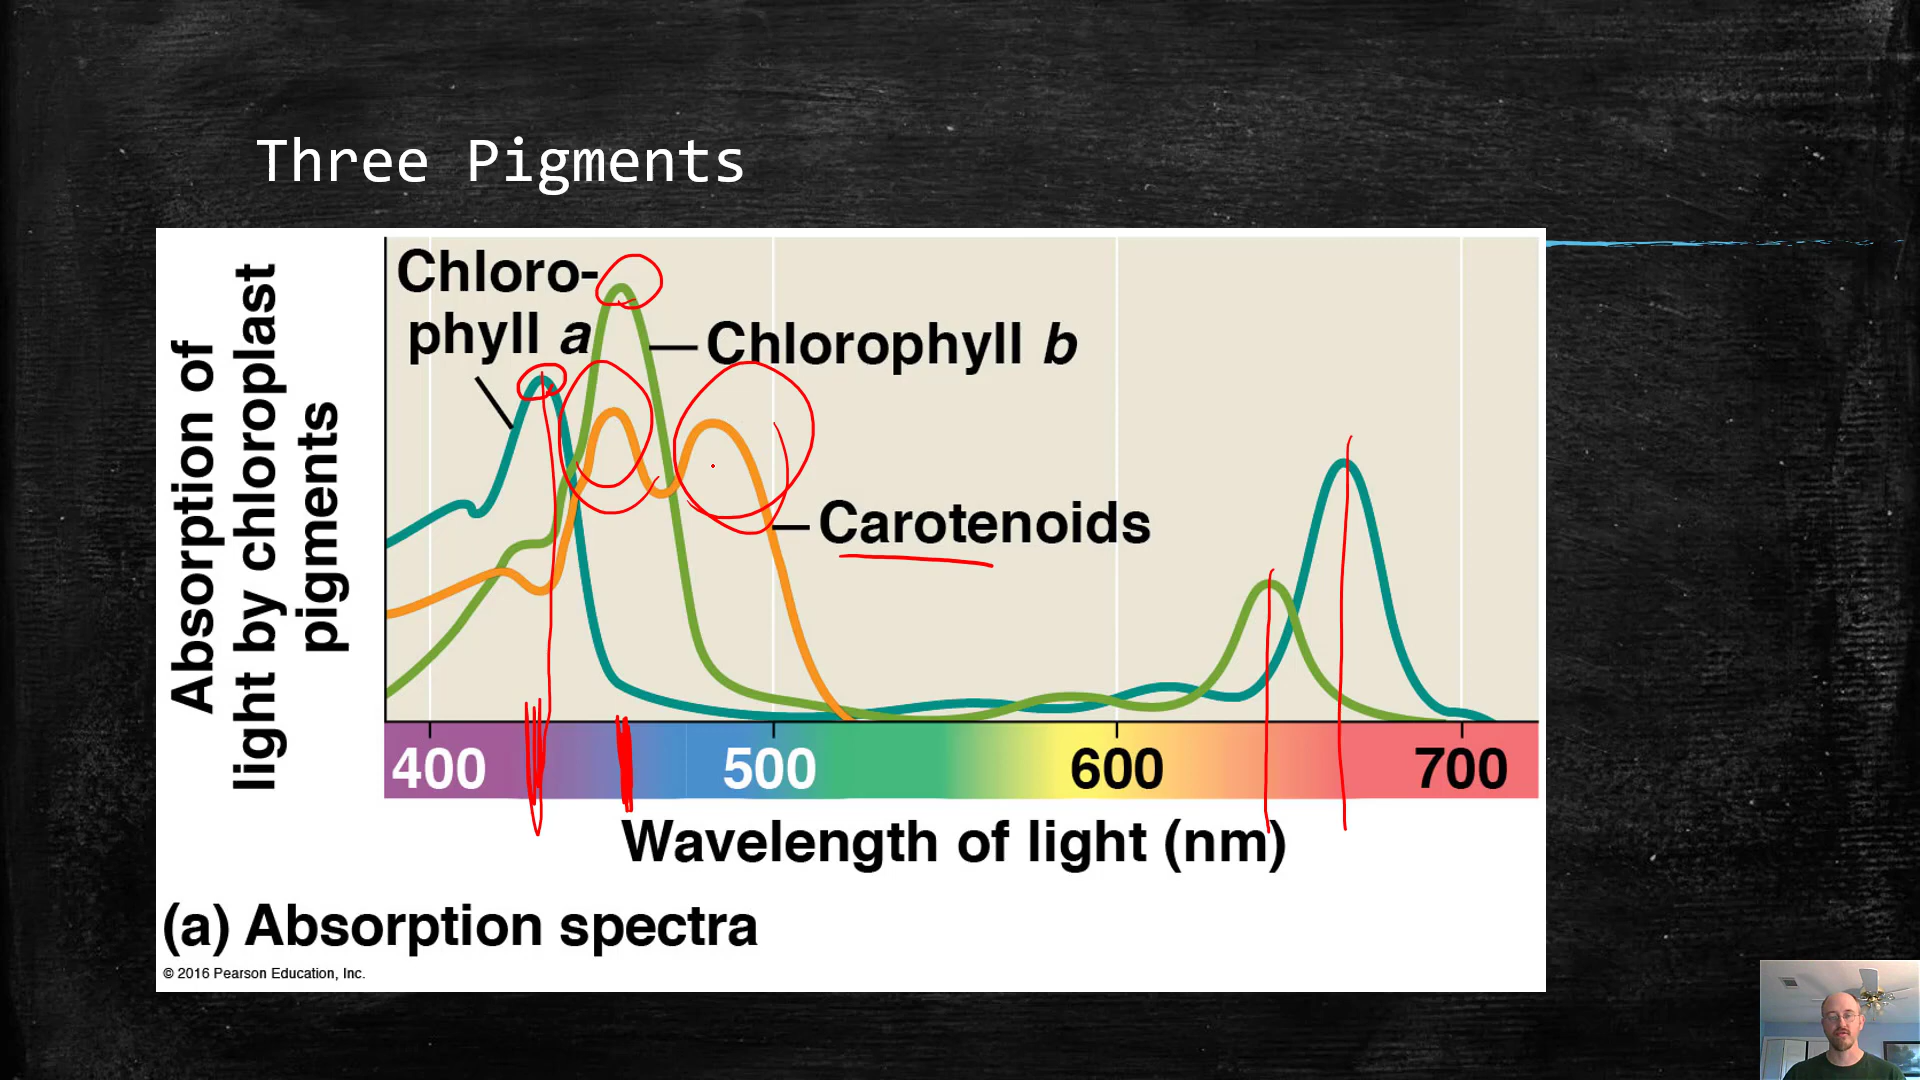 Three Pigments
Absorption of
light by chloroplast
pigments
Chloro-
phyll a
Chlorophyll b
Carotenoids
400 500 600 700
Wavelength of light (nm)
(a) Absorption spectra
© 2016 Pearson Education, Inc.